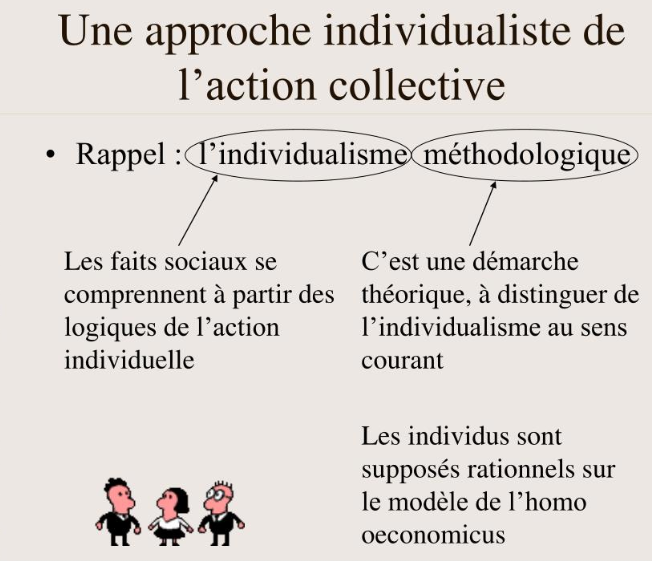 Une approche individualiste de
l’action collective
• Rappel : l’individualisme méthodologique
Les faits sociaux se
comprennent à partir des
logiques de l’action
individuelle
C’est une démarche
théorique, à distinguer de
l’individualisme au sens
courant
Les individus sont
supposés rationnels sur
le modèle de l’homo
oeconomicus